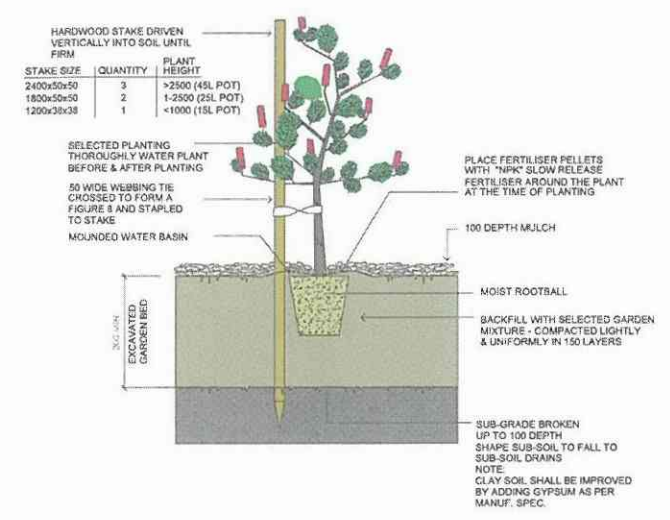 HARDWOOD STAKE DRIVEN
VERTICALLY INTO SOIL UNTIL
FIRM
STAKE SIZE QUANTITY PLANT HEIGHT
2400x50x50 3 >2500 (45L POT)
1800x50x50 2 1-2500 (25L POT)
1200x38x38 1 <1000 (15L POT)
SELECTED PLANTING
THOROUGHLY WATER PLANT
BEFORE & AFTER PLANTING
50 WIDE WEBBING TIE
CROSSED TO FORM A
FIGURE 8 AND STAPLED
TO STAKE
MOUNDED WATER BASIN
EXCAVATED
GARDEN BED
PLACE FERTILISER PELLETS
WITH "NPK" SLOW RELEASE
FERTILISER AROUND THE PLANT
AT THE TIME OF PLANTING
100 DEPTH MULCH
MOIST ROOTBALL
BACKFILL WITH SELECTED GARDEN
MIXTURE - COMPACTED LIGHTLY
& UNIFORMLY IN 150 LAYERS
SUB-GRADE BROKEN
UP TO 100 DEPTH
SHAPE SUB-SOIL TO FALL TO
SUB-SOIL DRAINS
NOTE:
CLAY SOIL SHALL BE IMPROVED
BY ADDING GYPSUM AS PER
MANUF. SPEC.